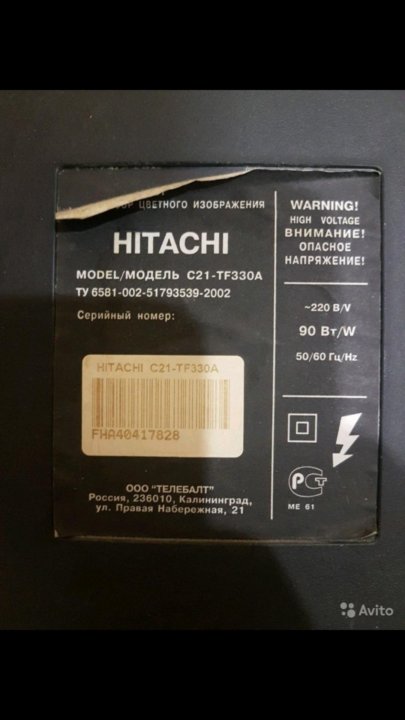 ЦВЕТНОГО ИЗОБРАЖЕНИЯ
HITACHI
MODEL/МОДЕЛЬ C21-TF330A
ТУ 6581-002-51793539-2002
Серийный номер:
HITACHI C21-TF330A
FHA40417828
ООО "ТЕЛЕБАЛТ"
Россия, 236010, Калининград,
ул. Правая Набережная, 21
WARNING!
HIGH VOLTAGE
ВНИМАНИЕ!
ОПАСНОЕ
НАПРЯЖЕНИЕ!
~220 В/V
90 Вт/W
50/60 Гц/Hz
РСТ
ME 61
Avito